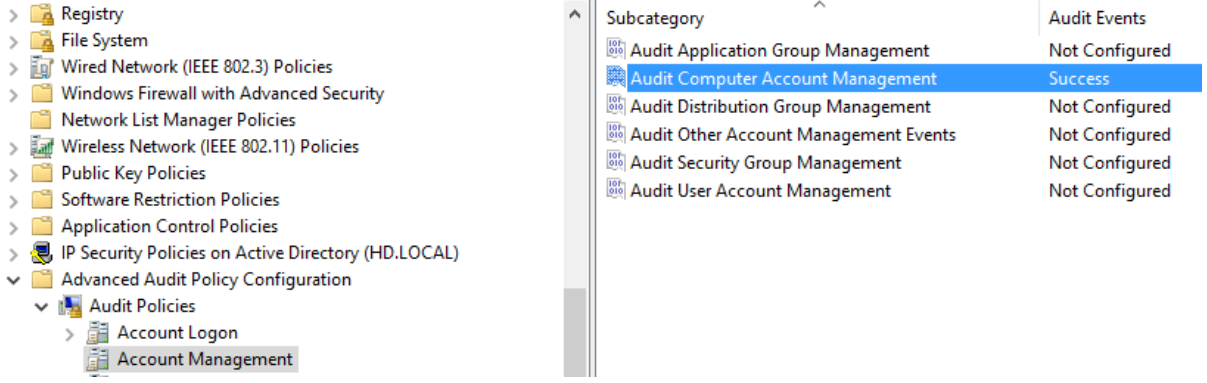 Registry
File System
Wired Network (IEEE 802.3) Policies
Windows Firewall with Advanced Security
Network List Manager Policies
Wireless Network (IEEE 802.11) Policies
Public Key Policies
Software Restriction Policies
Application Control Policies
IP Security Policies on Active Directory (HD.LOCAL)
Advanced Audit Policy Configuration
Audit Policies
Account Logon
Account Management
Subcategory Audit Events
Audit Application Group Management Not Configured
Audit Computer Account Management Success
Audit Distribution Group Management Not Configured
Audit Other Account Management Events Not Configured
Audit Security Group Management Not Configured
Audit User Account Management Not Configured